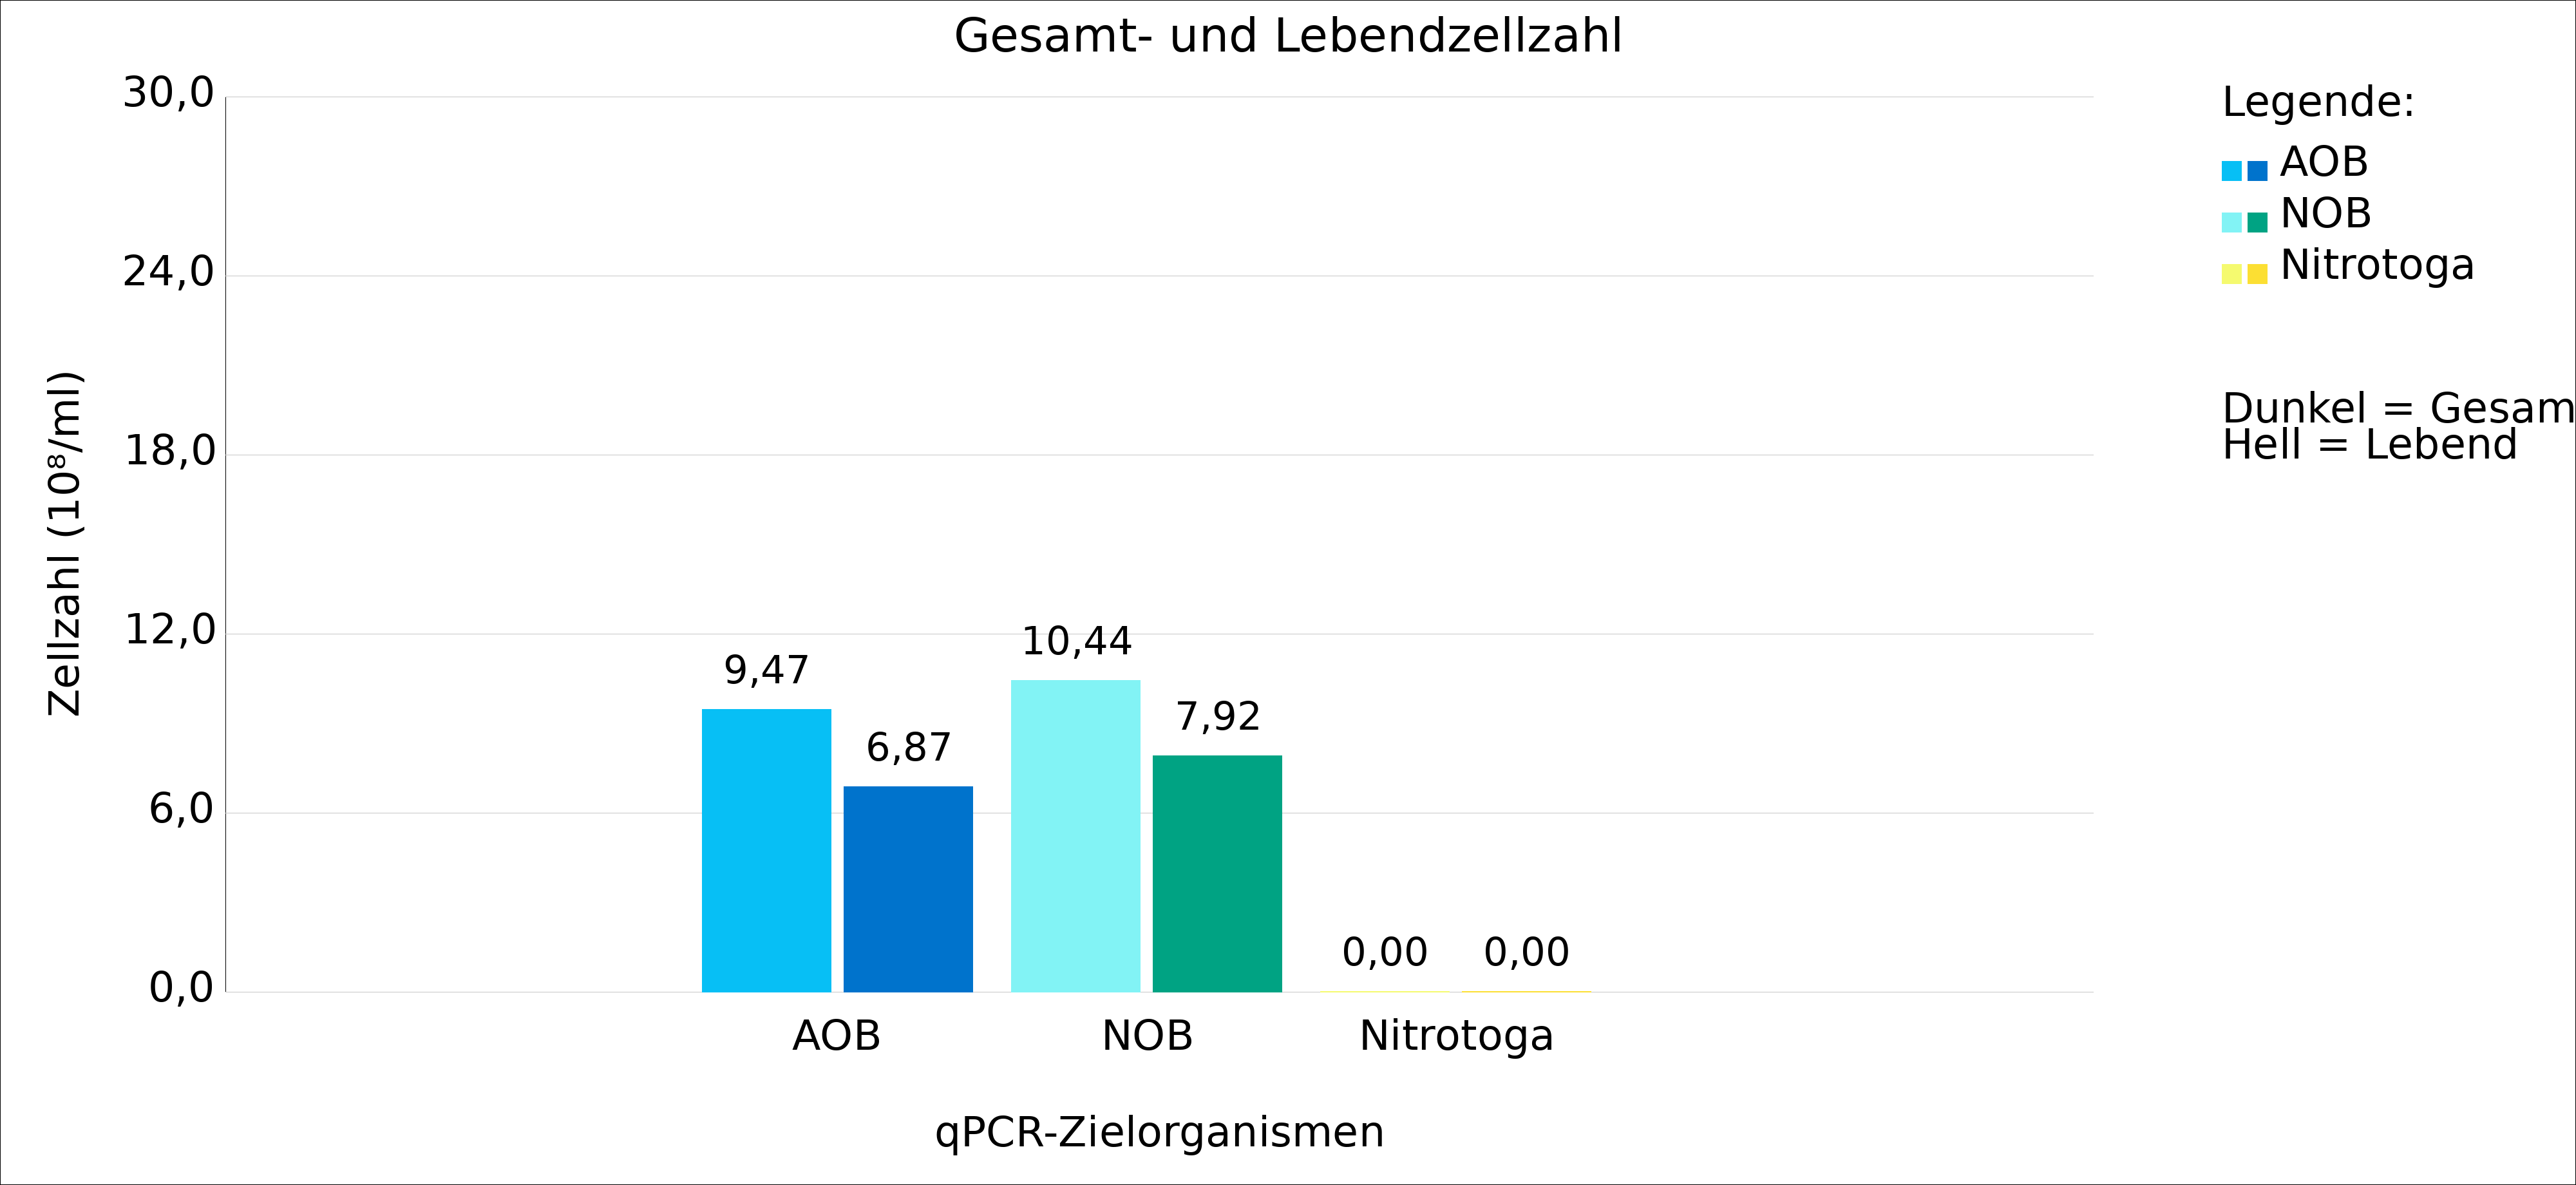 Gesamt- und Lebendzellzahl
Zellzahl (10⁸/ml)
30,0
24,0
18,0
12,0
6,0
0,0
9,47
6,87
10,44
7,92
0,00
0,00
AOB
NOB
Nitrotoga
qPCR-Zielorganismen
Legende:
AOB
NOB
Nitrotoga
Dunkel = Gesam
Hell = Lebend